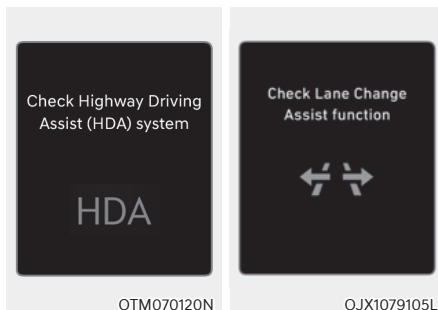 Check Highway Driving
Assist (HDA) system
HDA
OTM070120N
Check Lane Change
Assist function
OJX1079105L